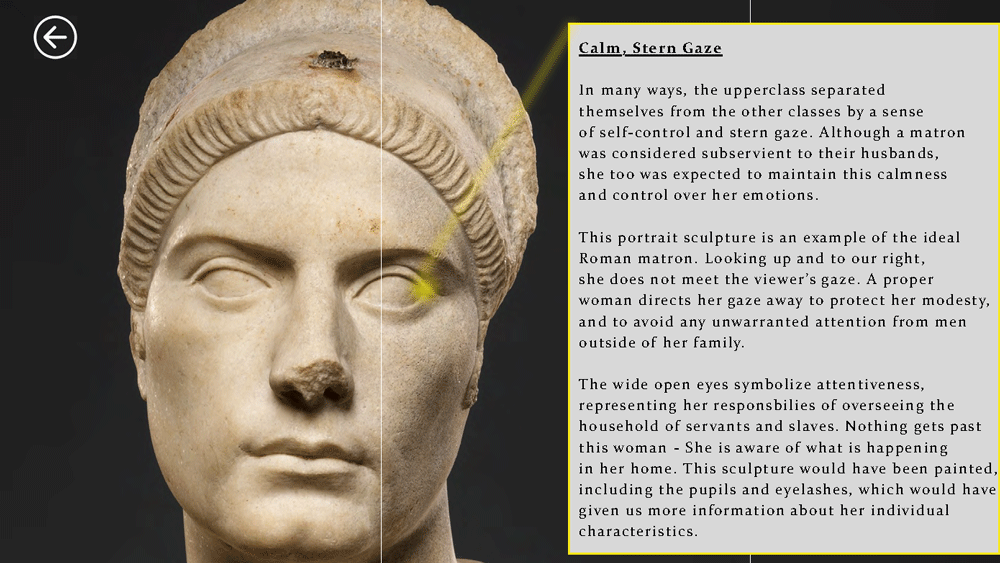 Calm, Stern Gaze
In many ways, the upperclass separated
themselves from the other classes by a sense
of self-control and stern gaze. Although a matron
was considered subservient to their husbands,
she too was expected to maintain this calmness
and control over her emotions.
This portrait sculpture is an example of the ideal
Roman matron. Looking up and to our right,
she does not meet the viewer's gaze. A proper
woman directs her gaze away to protect her modesty,
and to avoid any unwarranted attention from men
outside of her family.
The wide open eyes symbolize attentiveness,
representing her responsbilies of overseeing the
household of servants and slaves. Nothing gets past
this woman - She is aware of what is happening
in her home. This sculpture would have been painted,
including the pupils and eyelashes, which would have
given us more information about her individual
characteristics.